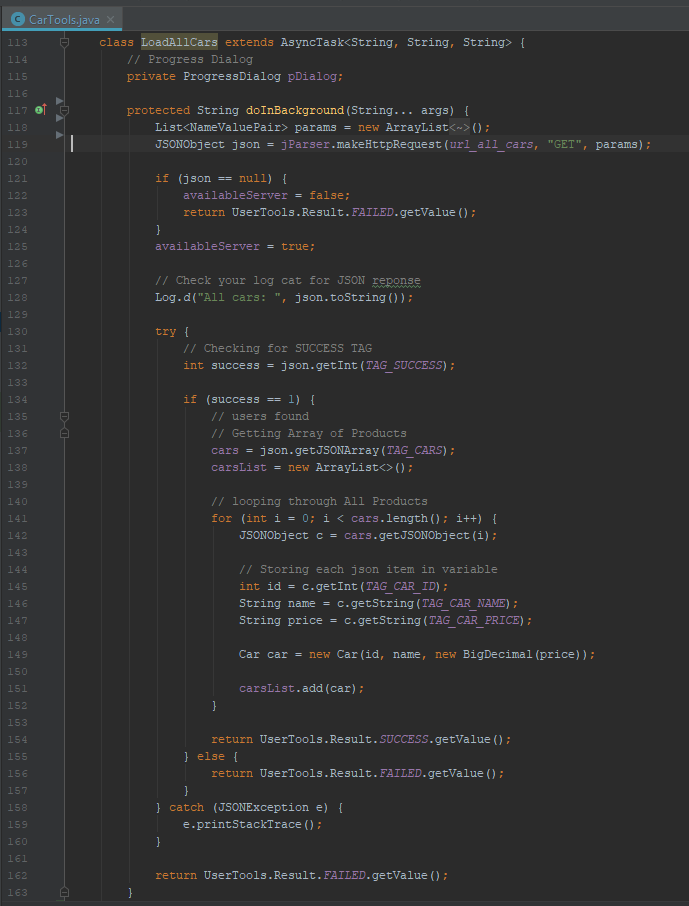 CarTools.java
113 class LoadAllCars extends AsyncTask<String, String, String> {
114 // Progress Dialog
115 private ProgressDialog pDialog;
116
117 protected String doInBackground(String... args) {
118 List<NameValuePair> params = new ArrayList<~>();
119 JSONObject json = jParser.makeHttpRequest(url_all_cars, "GET", params);
120
121 if (json == null) {
122 availableServer = false;
123 return UserTools.Result.FAILED.getValue();
124 }
125 availableServer = true;
126
127 // Check your log cat for JSON reponse
128 Log.d("All cars: ", json.toString());
129
130 try {
131 // Checking for SUCCESS TAG
132 int success = json.getInt(TAG_SUCCESS);
133
134 if (success == 1) {
135 // users found
136 // Getting Array of Products
137 cars = json.getJSONArray(TAG_CARS);
138 carsList = new ArrayList<>();
139
140 // looping through All Products
141 for (int i = 0; i < cars.length(); i++) {
142 JSONObject c = cars.getJSONObject(i);
143
144 // Storing each json item in variable
145 int id = c.getInt(TAG_CAR_ID);
146 String name = c.getString(TAG_CAR_NAME);
147 String price = c.getString(TAG_CAR_PRICE);
148
149 Car car = new Car(id, name, new BigDecimal(price));
150
151 carsList.add(car);
152 }
153
154 return UserTools.Result.SUCCESS.getValue();
155 } else {
156 return UserTools.Result.FAILED.getValue();
157 }
158 } catch (JSONException e) {
159 e.printStackTrace();
160 }
161
162 return UserTools.Result.FAILED.getValue();
163 }